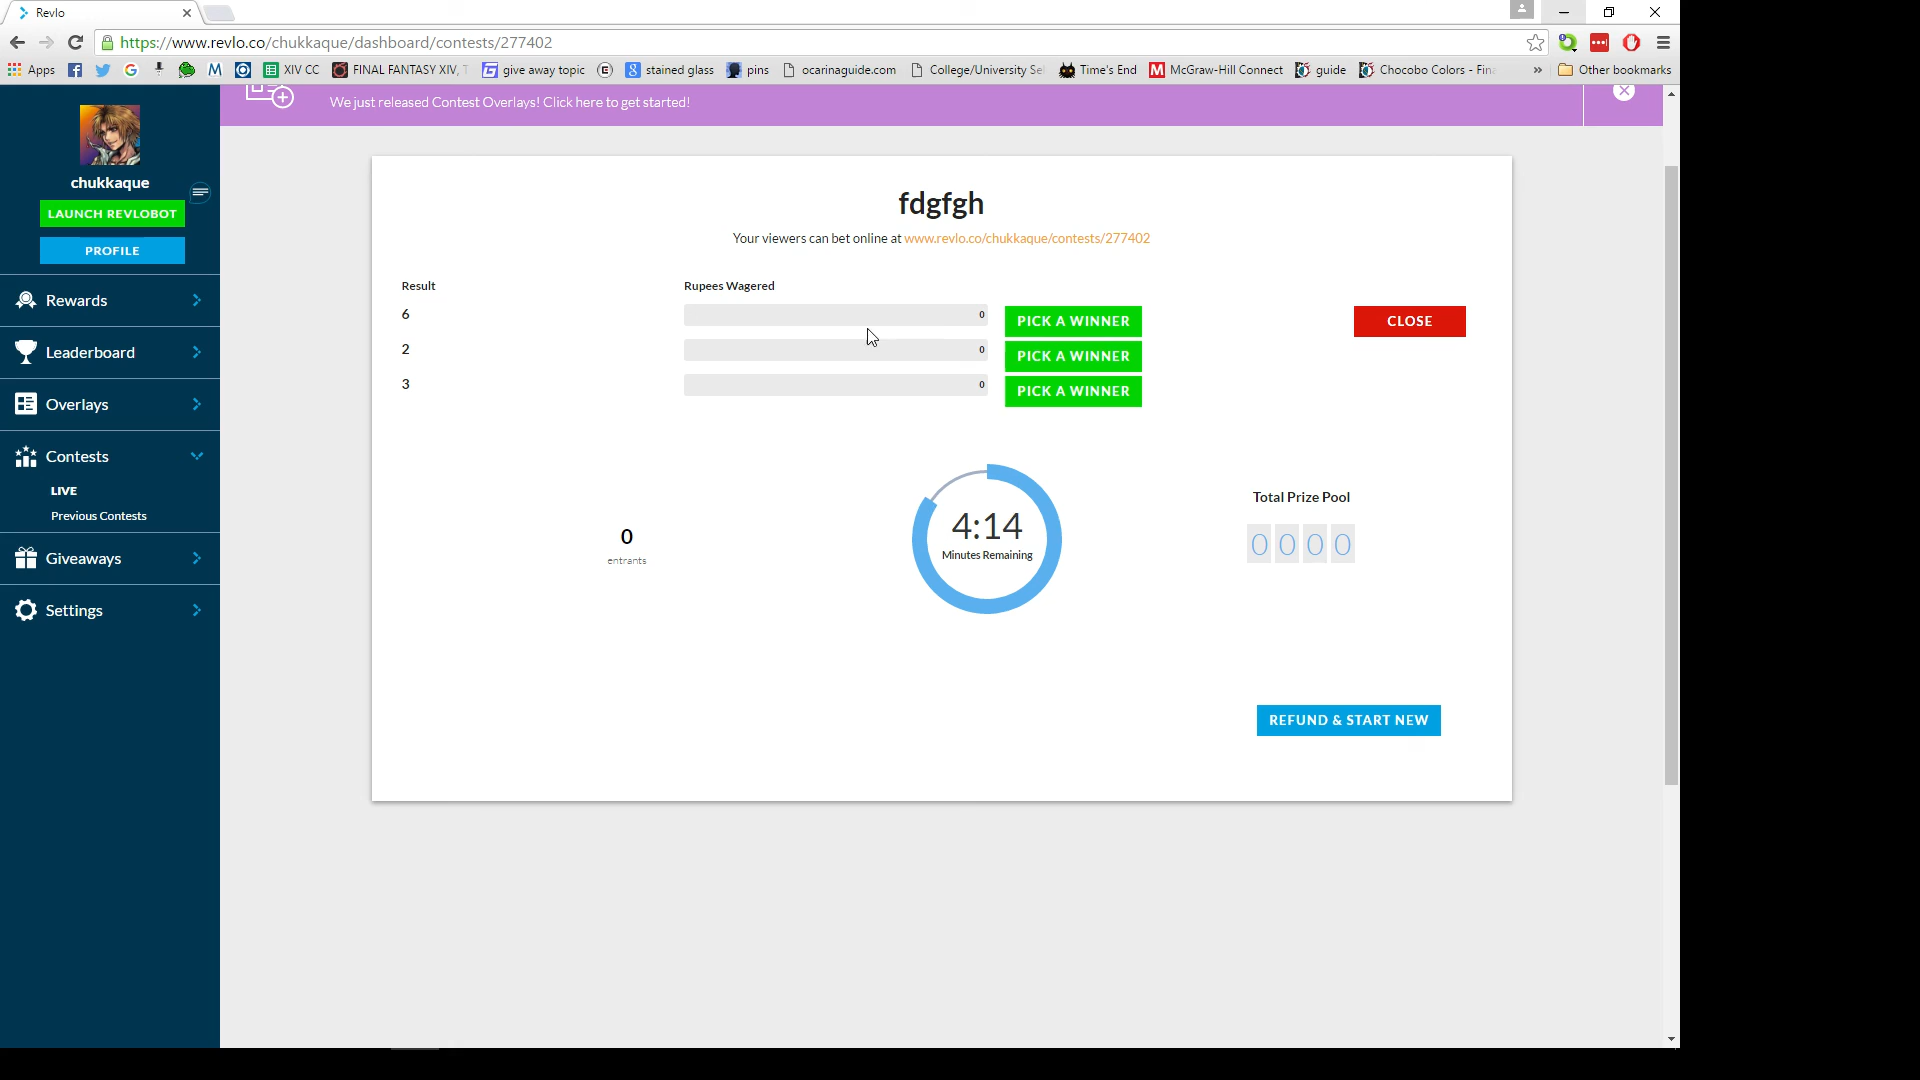 Revlo
https://www.revlo.co/chukkaque/dashboard/contests/277402
Apps XIV CC FINAL FANTASY XIV, give away topic stained glass pins ocarinaguide.com College/University Se Time's End McGraw-Hill Connect guide Chocobo Colors - Fin » Other bookmarks
We just released Contest Overlays! Click here to get started!
chukkaque
LAUNCH REVLOBOT
PROFILE
Rewards
Leaderboard
Overlays
Contests
LIVE
Previous Contests
Giveaways
Settings
fdgfgh
Your viewers can bet online at www.revlo.co/chukkaque/contests/277402
Result Rupees Wagered
6 0 PICK A WINNER CLOSE
2 0 PICK A WINNER
3 0 PICK A WINNER
0
entrants
4:14
Minutes Remaining
Total Prize Pool
0 0 0 0
REFUND & START NEW